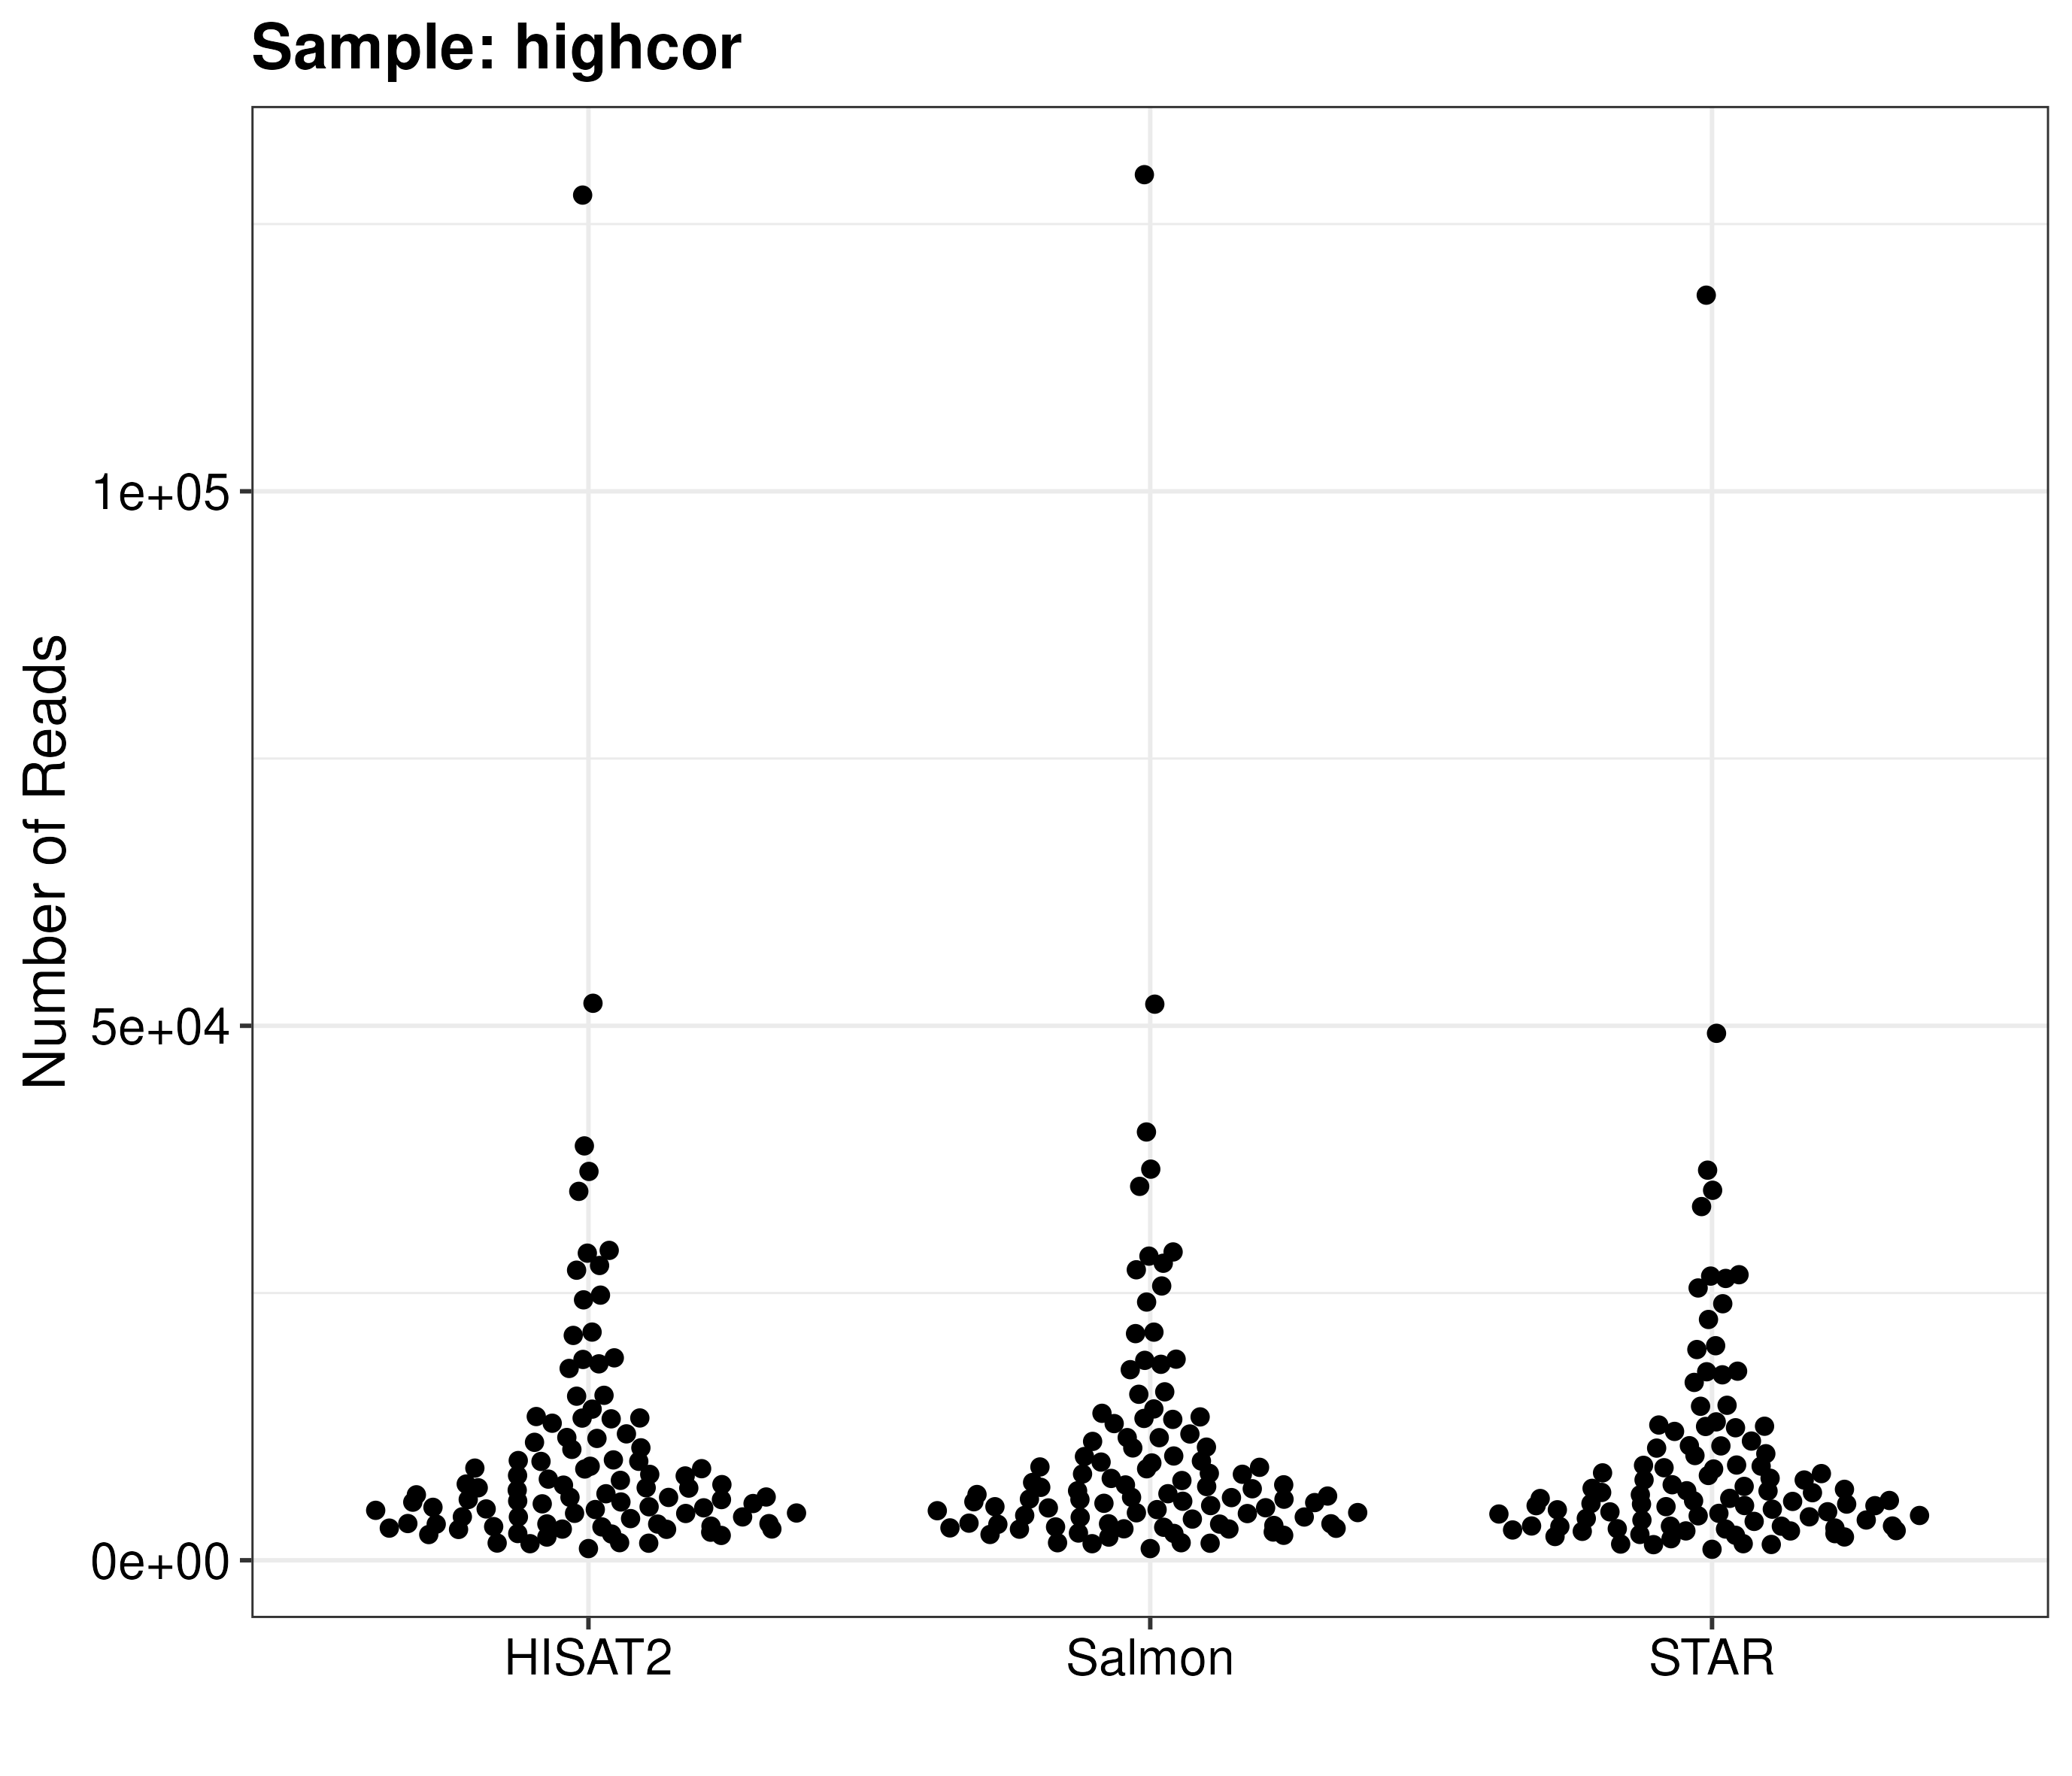 Sample: highcor
Number of Reads
1e+05
5e+04
0e+00
HISAT2 Salmon STAR